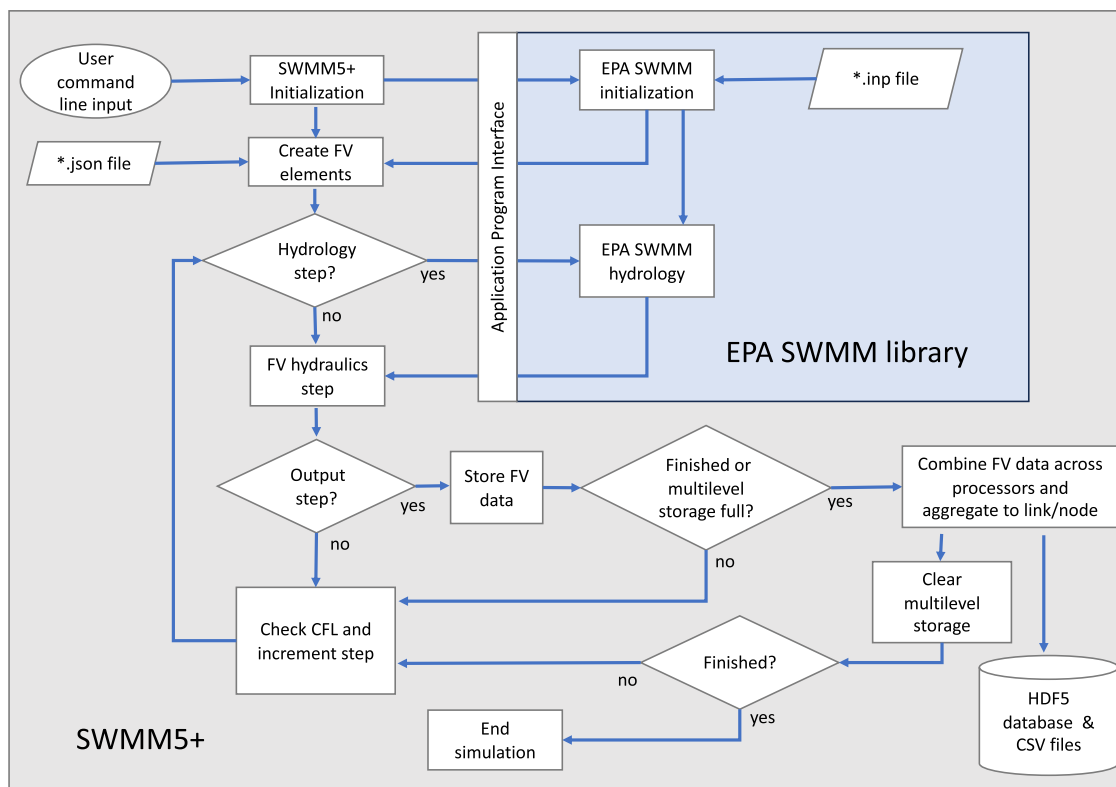 User
command
line input
SWMM5+
Initialization
EPA SWMM
initialization
*.inp file
*.json file
Create FV
elements
Application Program Interface
Hydrology
step?
yes
EPA SWMM
hydrology
no
FV hydraulics
step
EPA SWMM library
Output
step?
yes
Store FV
data
Finished or
multilevel
storage full?
yes
Combine FV data across
processors and
aggregate to link/node
no
no
Clear
multilevel
storage
Check CFL and
increment step
Finished?
no
yes
HDF5
database &
CSV files
End
simulation
SWMM5+